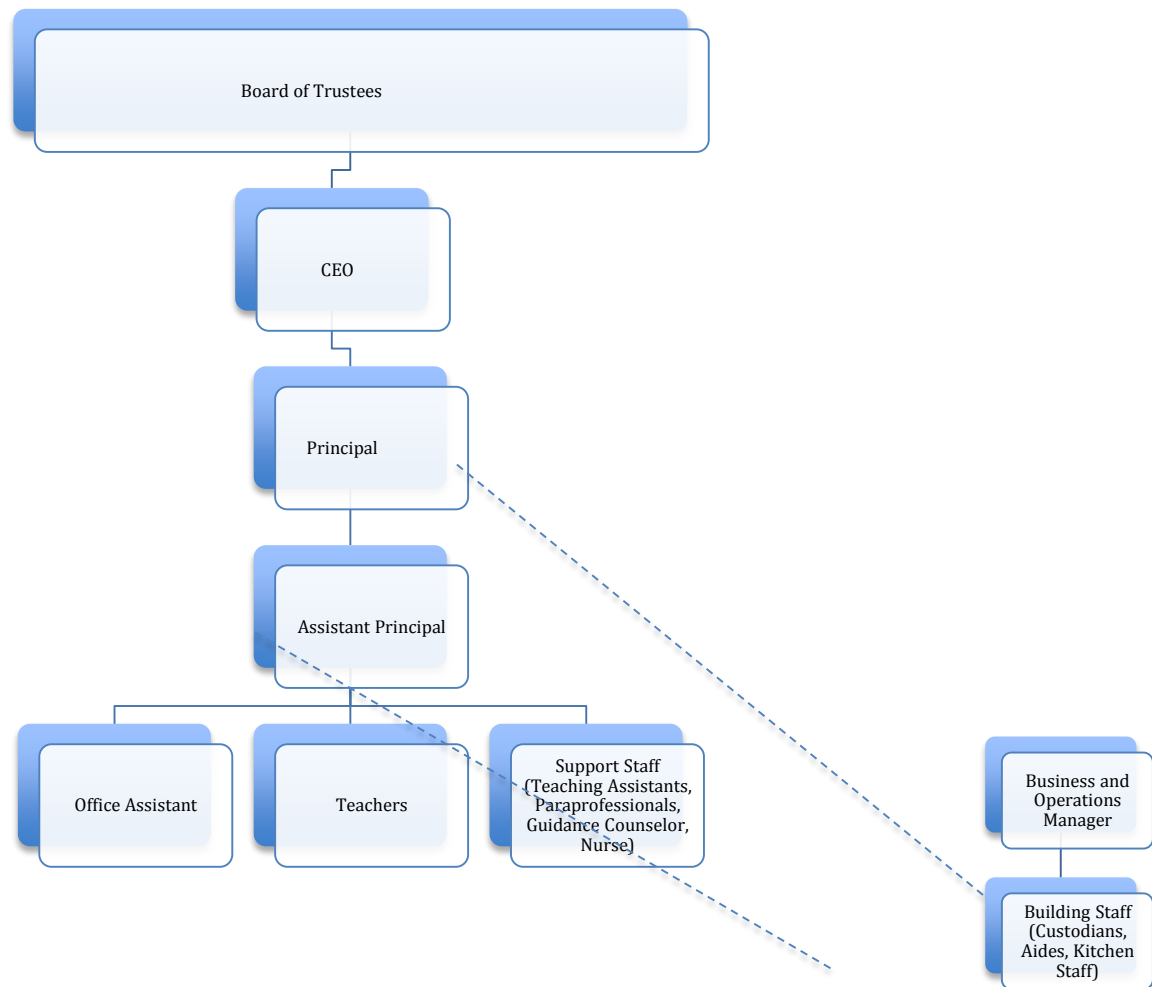 Board of Trustees
CEO
Principal
Assistant Principal
Office Assistant
Teachers
Support Staff
(Teaching Assistants,
Paraprofessionals,
Guidance Counselor,
Nurse)
Business and
Operations
Manager
Building Staff
(Custodians,
Aides, Kitchen
Staff)